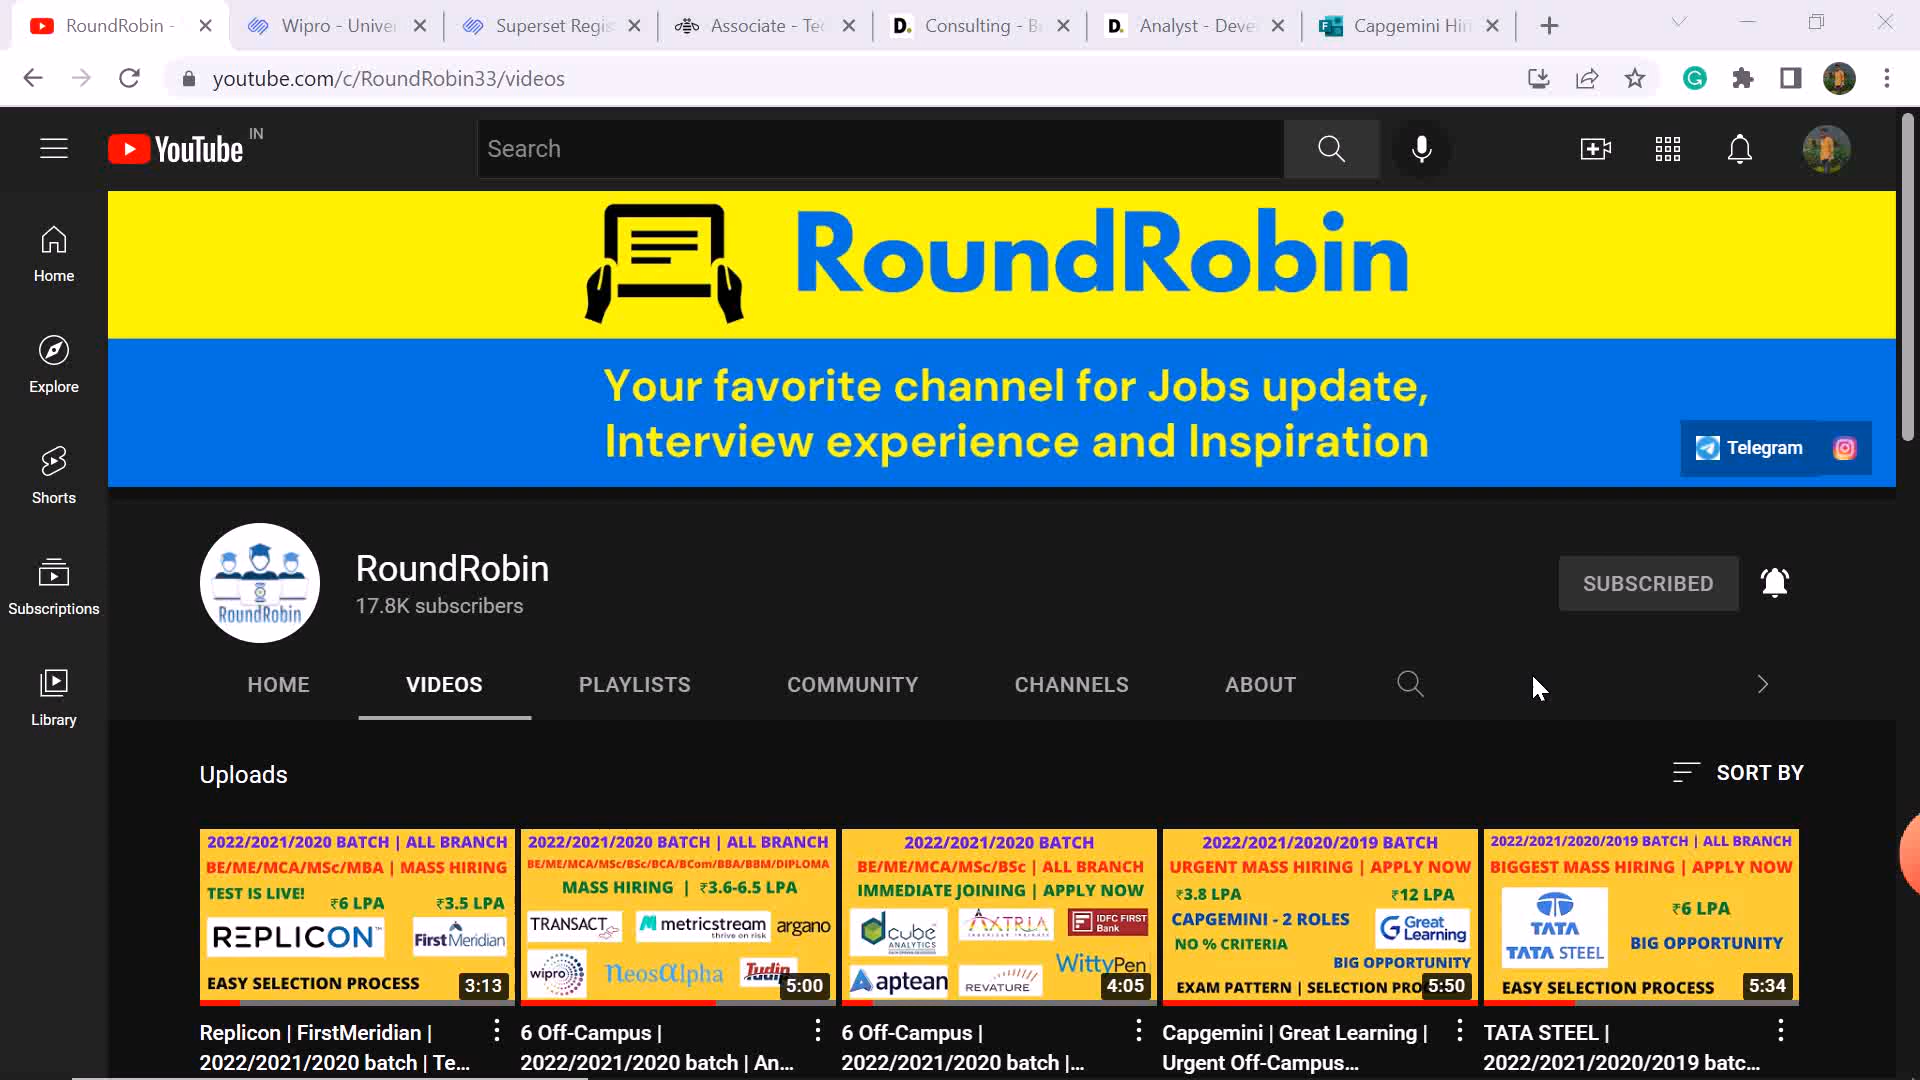 RoundRobin -
Wipro - Univer
Superset Regis
Associate - Tec
D.
Consulting - B
D.
Analyst - Deve
Capgemini Hir
youtube.com/c/RoundRobin33/videos
YouTube
IN
Search
Home
Explore
Shorts
Subscriptions
Library
RoundRobin
Your favorite channel for Jobs update,
Interview experience and Inspiration
Telegram
RoundRobin
RoundRobin
17.8K subscribers
SUBSCRIBED
HOME
VIDEOS
PLAYLISTS
COMMUNITY
CHANNELS
ABOUT
Uploads
SORT BY
2022/2021/2020 BATCH | ALL BRANCH
BE/ME/MCA/MSc/MBA | MASS HIRING
TEST IS LIVE!
₹6 LPA
₹3.5 LPA
REPLICON
FirstMeridian
EASY SELECTION PROCESS
3:13
Replicon | FirstMeridian |
2022/2021/2020 batch | Te...
2022/2021/2020 BATCH | ALL BRANCH
BE/ME/MCA/MSc/BSc/BCA/BCom/BBA/BBM/DIPLOMA
MASS HIRING | ₹3.6-6.5 LPA
TRANSACT
metricstream
thrive on risk
argano
wipro
neosalpha
Tudip
5:00
6 Off-Campus |
2022/2021/2020 batch | An...
2022/2021/2020 BATCH
BE/ME/MCA/MSc/BSc | ALL BRANCH
IMMEDIATE JOINING | APPLY NOW
cube
ANALYTICS
AXTRIA
IDFC FIRST
Bank
aptean
REVATURE
WittyPen
4:05
6 Off-Campus |
2022/2021/2020 batch |...
2022/2021/2020/2019 BATCH
URGENT MASS HIRING | APPLY NOW
₹3.8 LPA
₹12 LPA
CAPGEMINI - 2 ROLES
NO % CRITERIA
Great
Learning
BIG OPPORTUNITY
EXAM PATTERN | SELECTION PRO
5:50
Capgemini | Great Learning |
Urgent Off-Campus...
2022/2021/2020/2019 BATCH | ALL BRANCH
BIGGEST MASS HIRING | APPLY NOW
TATA
TATA STEEL
₹6 LPA
BIG OPPORTUNITY
EASY SELECTION PROCESS
5:34
TATA STEEL |
2022/2021/2020/2019 batc...